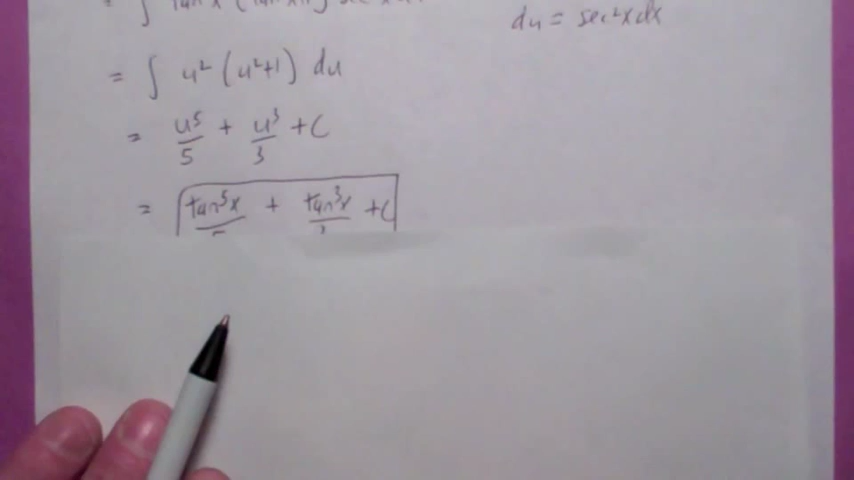 du = sec²x dx
= ∫ u² (u²+1) du
= u⁵/5 + u³/3 + C
= tan⁵x + tan³x + C